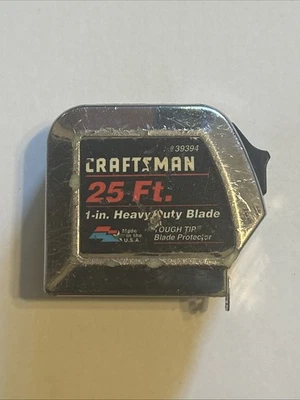 39394
CRAFTSMAN
25 Ft.
1-in. Heavy Duty Blade
Made
in the
U.S.A.
TOUGH TIP
Blade Protector